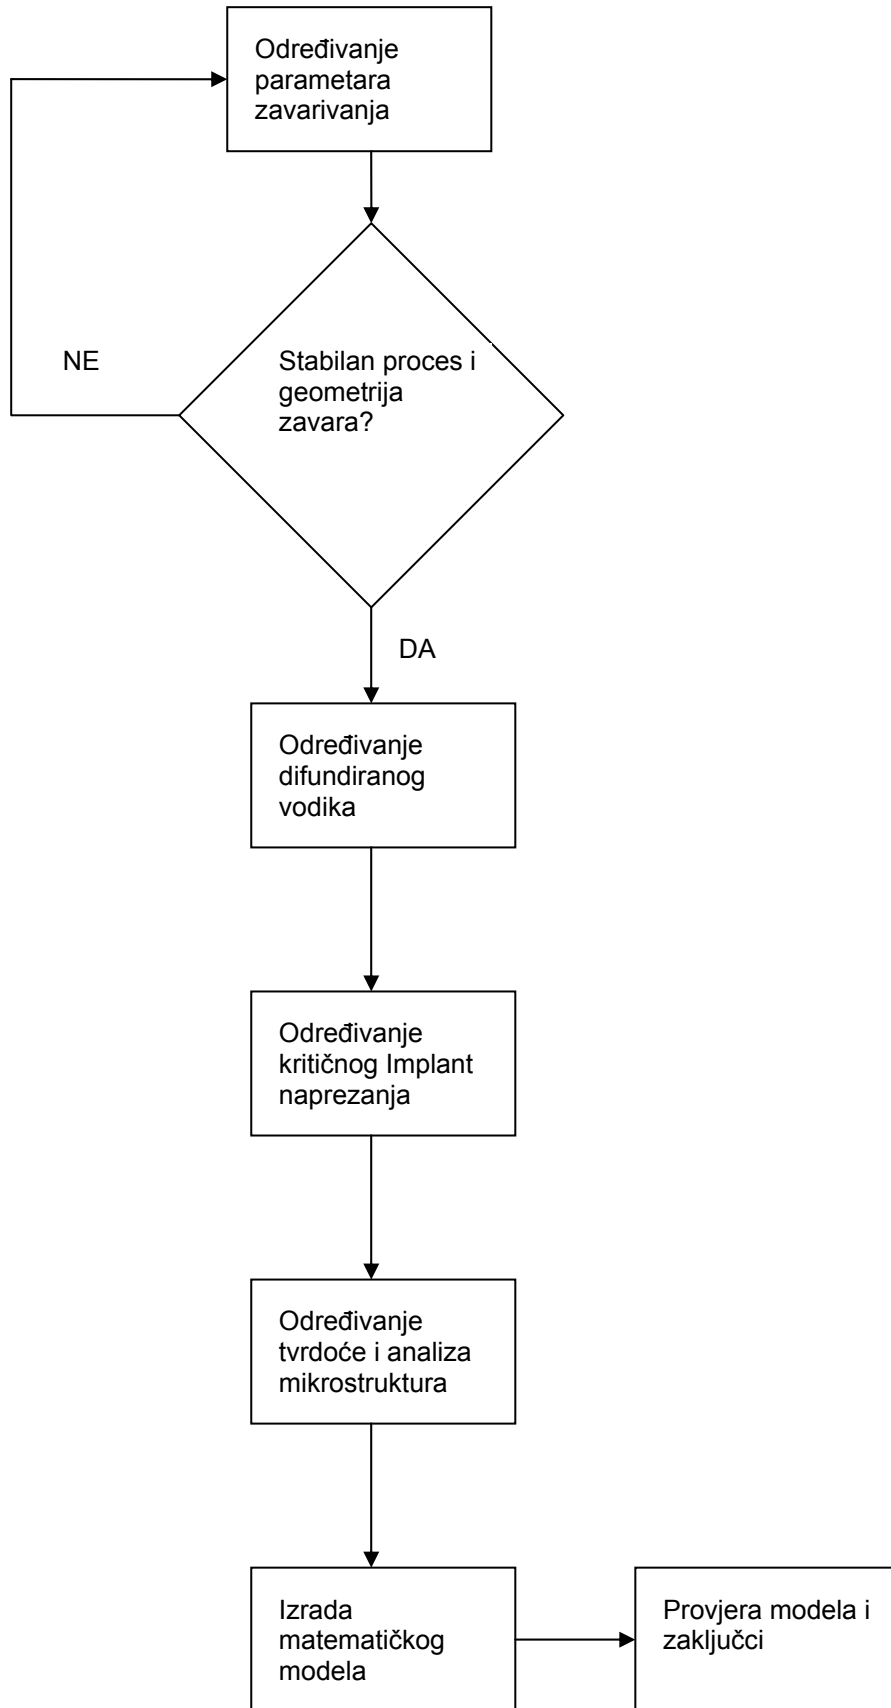 Određivanje
parametara
zavarivanja
NE
Stabilan proces i
geometrija
zavara?
DA
Određivanje
difundiranog
vodika
Određivanje
kritičnog Implant
naprezanja
Određivanje
tvrdoće i analiza
mikrostruktura
Izrada
matematičkog
modela
Provjera modela i
zaključci